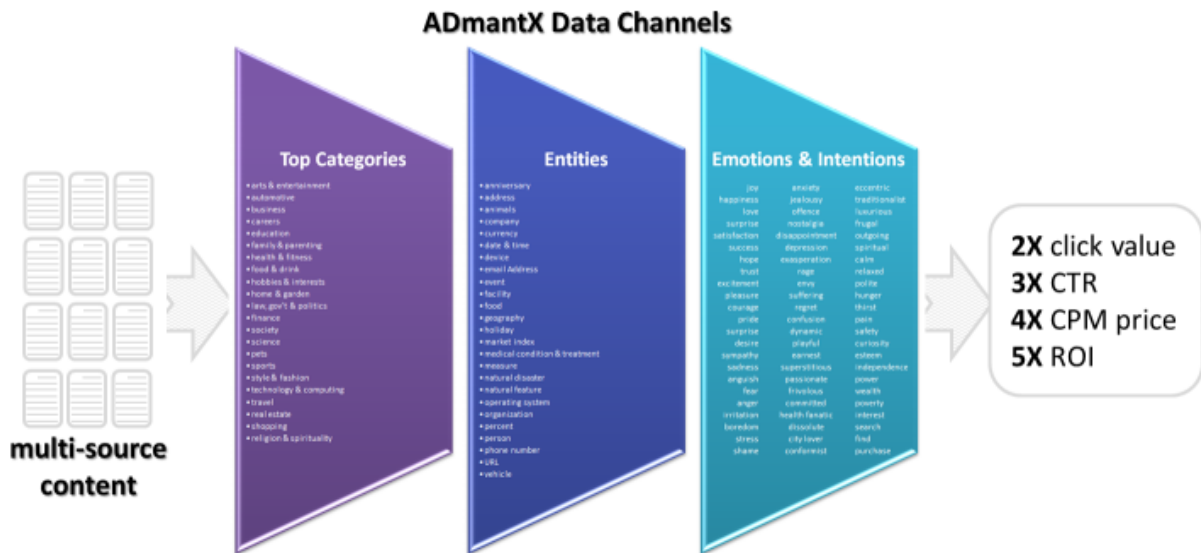 ADmantX Data Channels
multi-source
content
Top Categories
• arts & entertainment
• automotive
• business
• careers
• education
• family & parenting
• health & fitness
• food & drink
• hobbies & interests
• home & garden
• law, gov't & politics
• finance
• society
• science
• pets
• sports
• style & fashion
• technology & computing
• travel
• real estate
• shopping
• religion & spirituality
Entities
• anniversary
• address
• animals
• company
• currency
• date & time
• device
• email Address
• event
• facility
• food
• geography
• holiday
• market index
• medical condition & treatment
• measure
• natural disaster
• natural feature
• operating system
• organization
• percent
• person
• phone number
• URL
• vehicle
Emotions & Intentions
joy anxiety eccentric
happiness jealousy traditionalist
love offence luxurious
surprise nostalgia frugal
satisfaction disappointment outgoing
success depression spiritual
hope exasperation calm
trust rage relaxed
excitement envy polite
pleasure suffering hunger
courage regret thirst
pride confusion pain
surprise dynamic safety
desire playful curiosity
sympathy earnest esteem
sadness superstitious independence
anguish passionate power
fear frivolous wealth
anger committed poverty
irritation health fanatic interest
boredom dissolute search
stress city lover find
shame conformist purchase
2X click value
3X CTR
4X CPM price
5X ROI